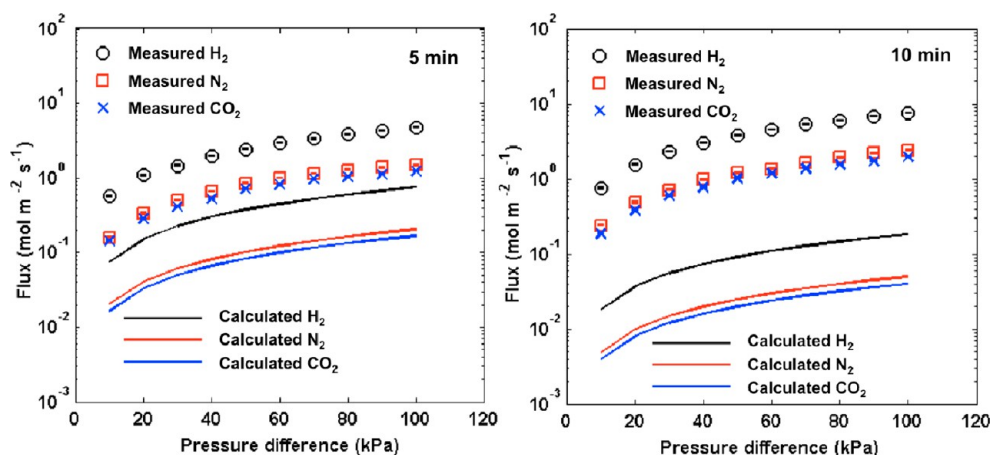 5 min
Measured H2
Measured N2
Measured CO2
Flux (mol m-2 s-1)
102
101
100
10-1
10-2
10-3
Calculated H2
Calculated N2
Calculated CO2
0 20 40 60 80 100 120
Pressure difference (kPa)
10 min
Measured H2
Measured N2
Measured CO2
Flux (mol m-2 s-1)
102
101
100
10-1
10-2
10-3
Calculated H2
Calculated N2
Calculated CO2
0 20 40 60 80 100 120
Pressure difference (kPa)